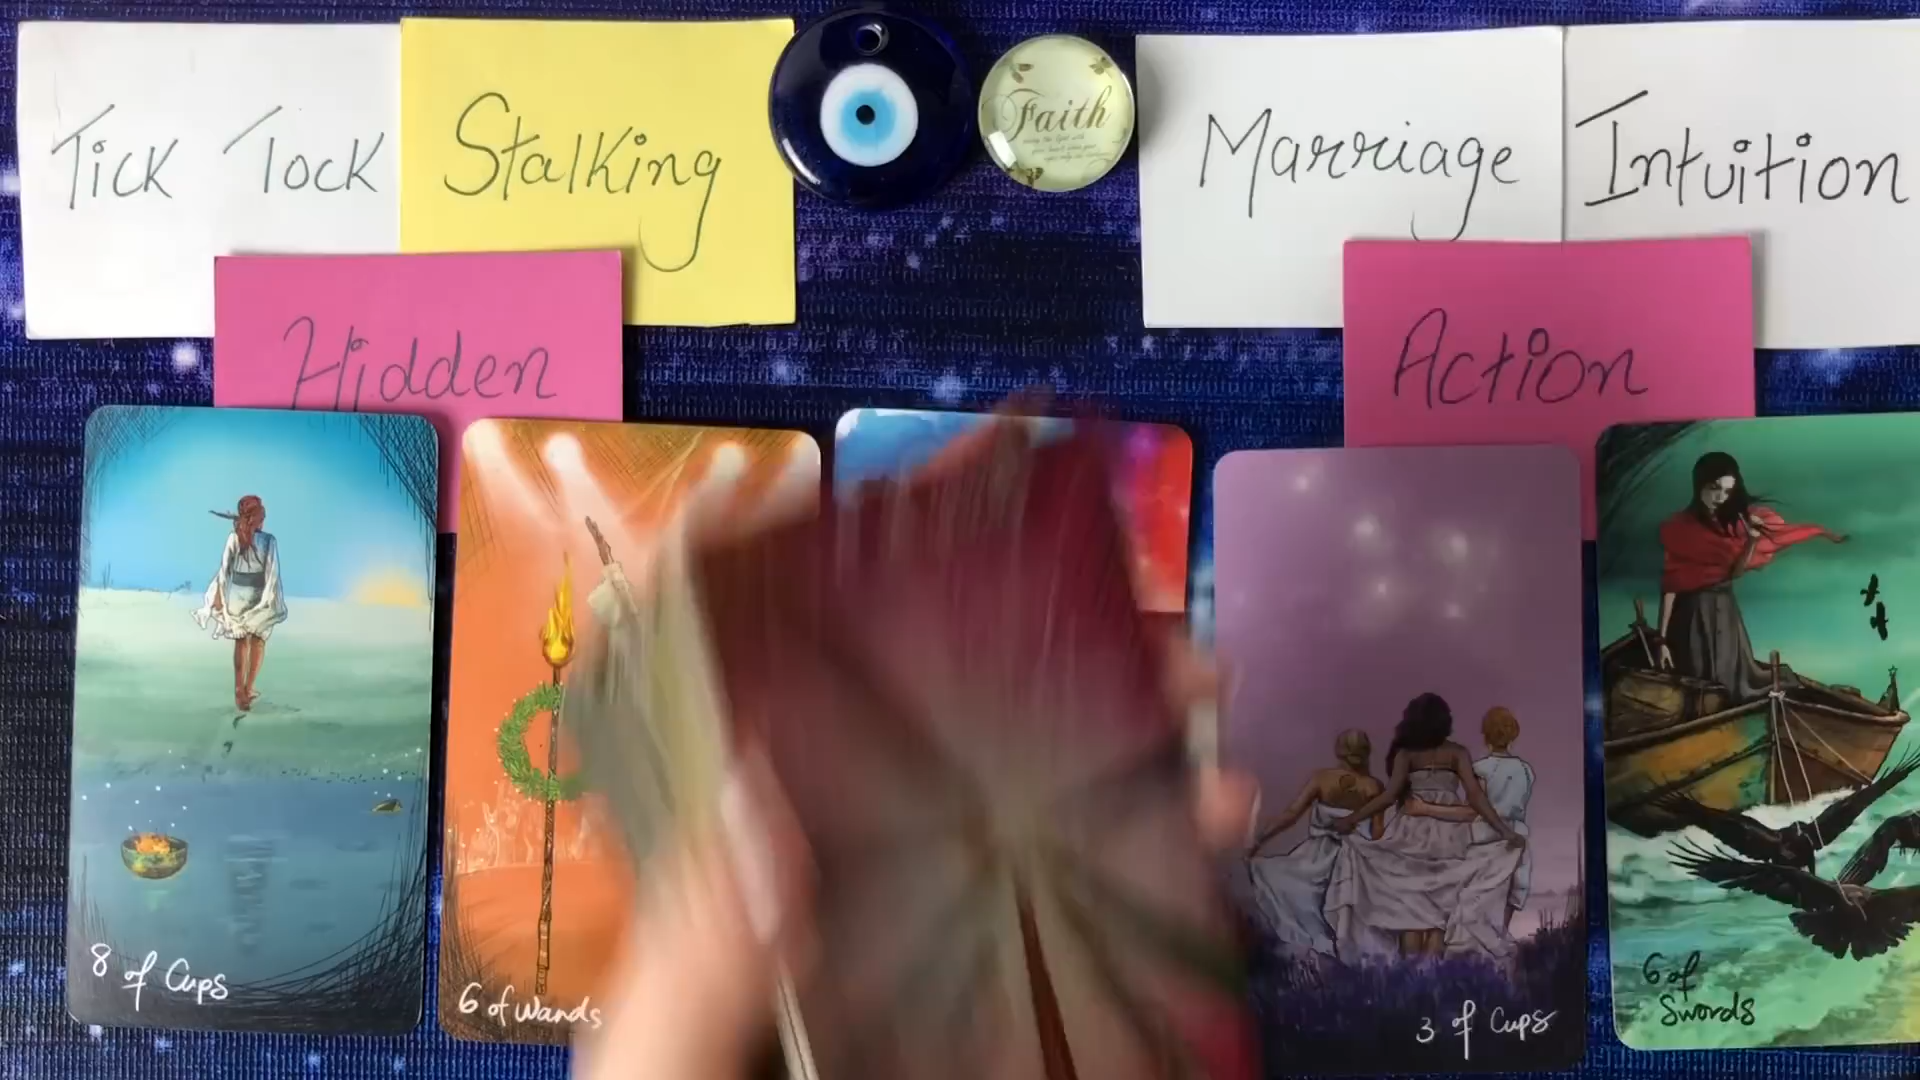 Tick Tock
Stalking
Faith
Marriage
Intuition
Hidden
Action
8 of Cups
6 of Wands
3 of Cups
6 of
Swords